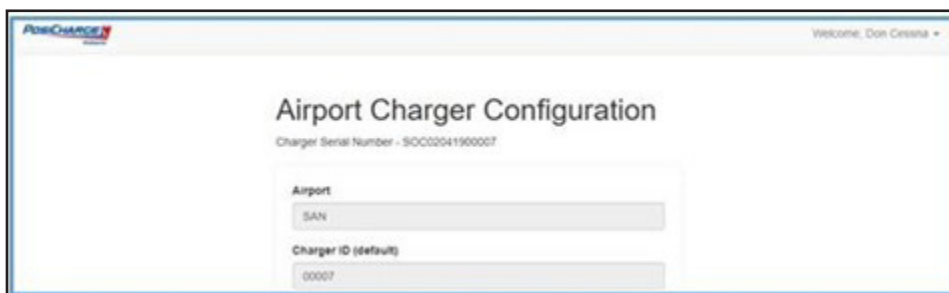 POSICHARGE
Welcome, Don Cessna
Airport Charger Configuration
Charger Serial Number - SOC02041900007
Airport
SAN
Charger ID (default)
00007